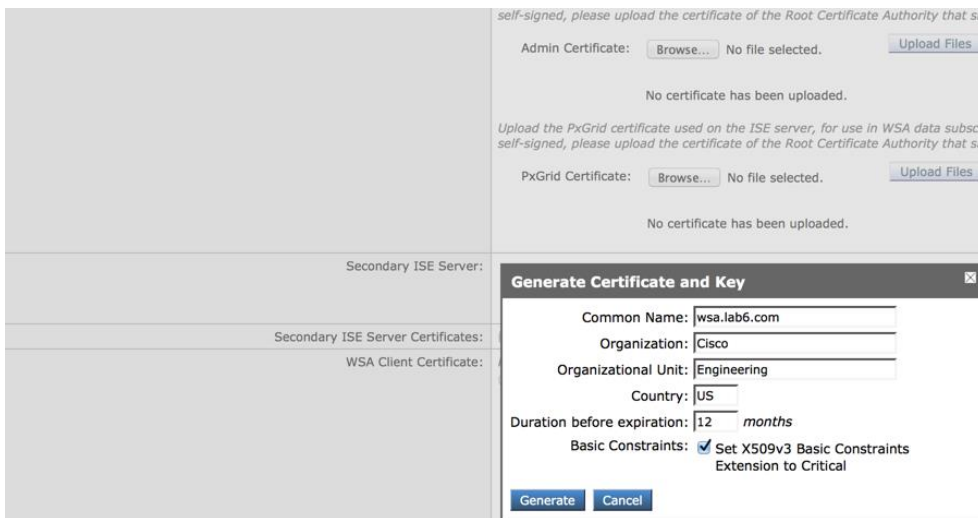 self-signed, please upload the certificate of the Root Certificate Authority that
Admin Certificate: Browse... No file selected. Upload Files
No certificate has been uploaded.
Upload the PxGrid certificate used on the ISE server, for use in WSA data
self-signed, please upload the certificate of the Root Certificate Authority that
PxGrid Certificate: Browse... No file selected. Upload Files
No certificate has been uploaded.
Secondary ISE Server:
Secondary ISE Server Certificates:
WSA Client Certificate:
Generate Certificate and Key
Common Name: wsa.lab6.com
Organization: Cisco
Organizational Unit: Engineering
Country: US
Duration before expiration: 12 months
Basic Constraints: Set X509v3 Basic Constraints
Extension to Critical
Generate Cancel